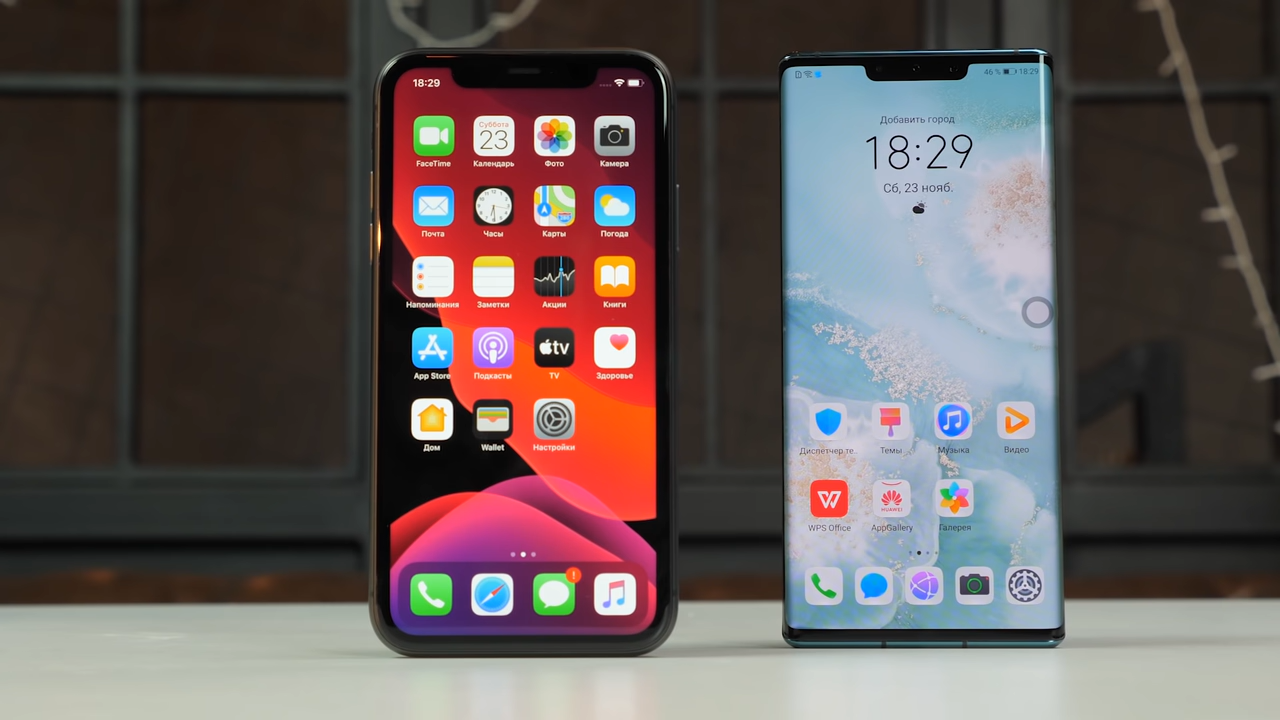 18:29
FaceTime
Суббота
23
Календарь
Фото
Камера
Почта
Часы
Карты
Погода
Напоминания
Заметки
Акции
Книги
App Store
Подкасты
tv
TV
Здоровье
Дом
Wallet
Настройки
!
46 %
18:29
Добавить город
18:29
Сб, 23 нояб.
Диспетчер те..
Темы
Музыка
Видео
W
HUAWEI
WPS Office
AppGallery
Галерея